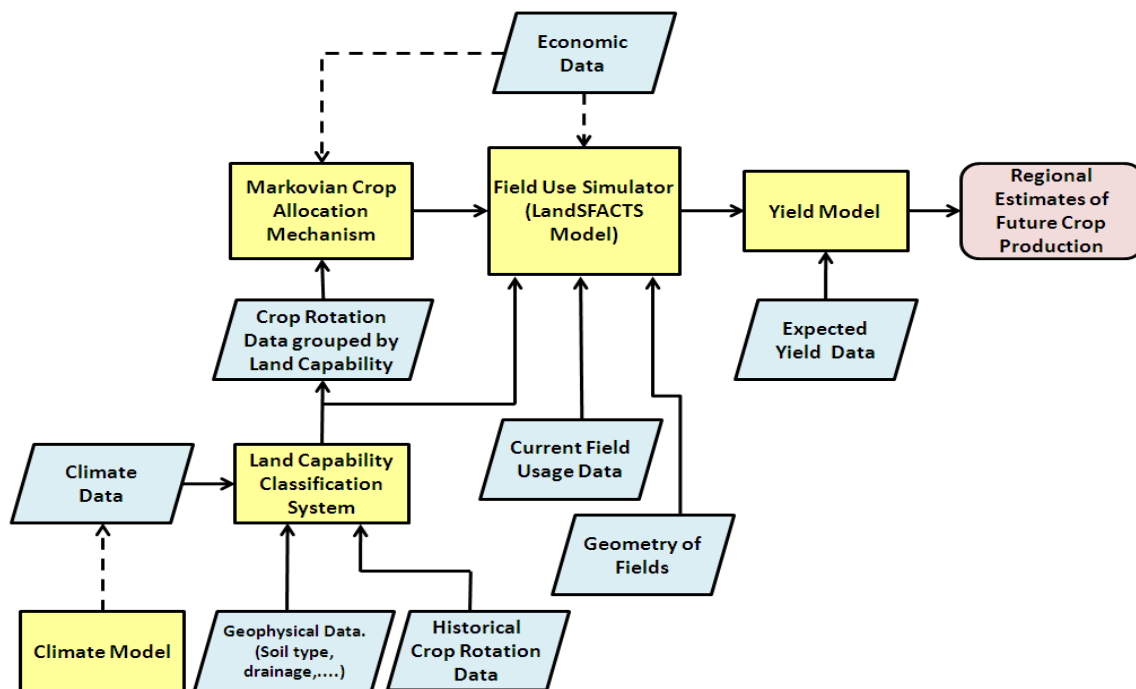 Economic
Data
Markovian Crop
Allocation
Mechanism
Field Use Simulator
(LandSFACTS
Model)
Yield Model
Regional
Estimates of
Future Crop
Production
Crop Rotation
Data grouped by
Land Capability
Expected
Yield Data
Climate
Data
Land Capability
Classification
System
Current Field
Usage Data
Geometry of
Fields
Climate Model
Geophysical Data.
(Soil type,
drainage,....)
Historical
Crop Rotation
Data